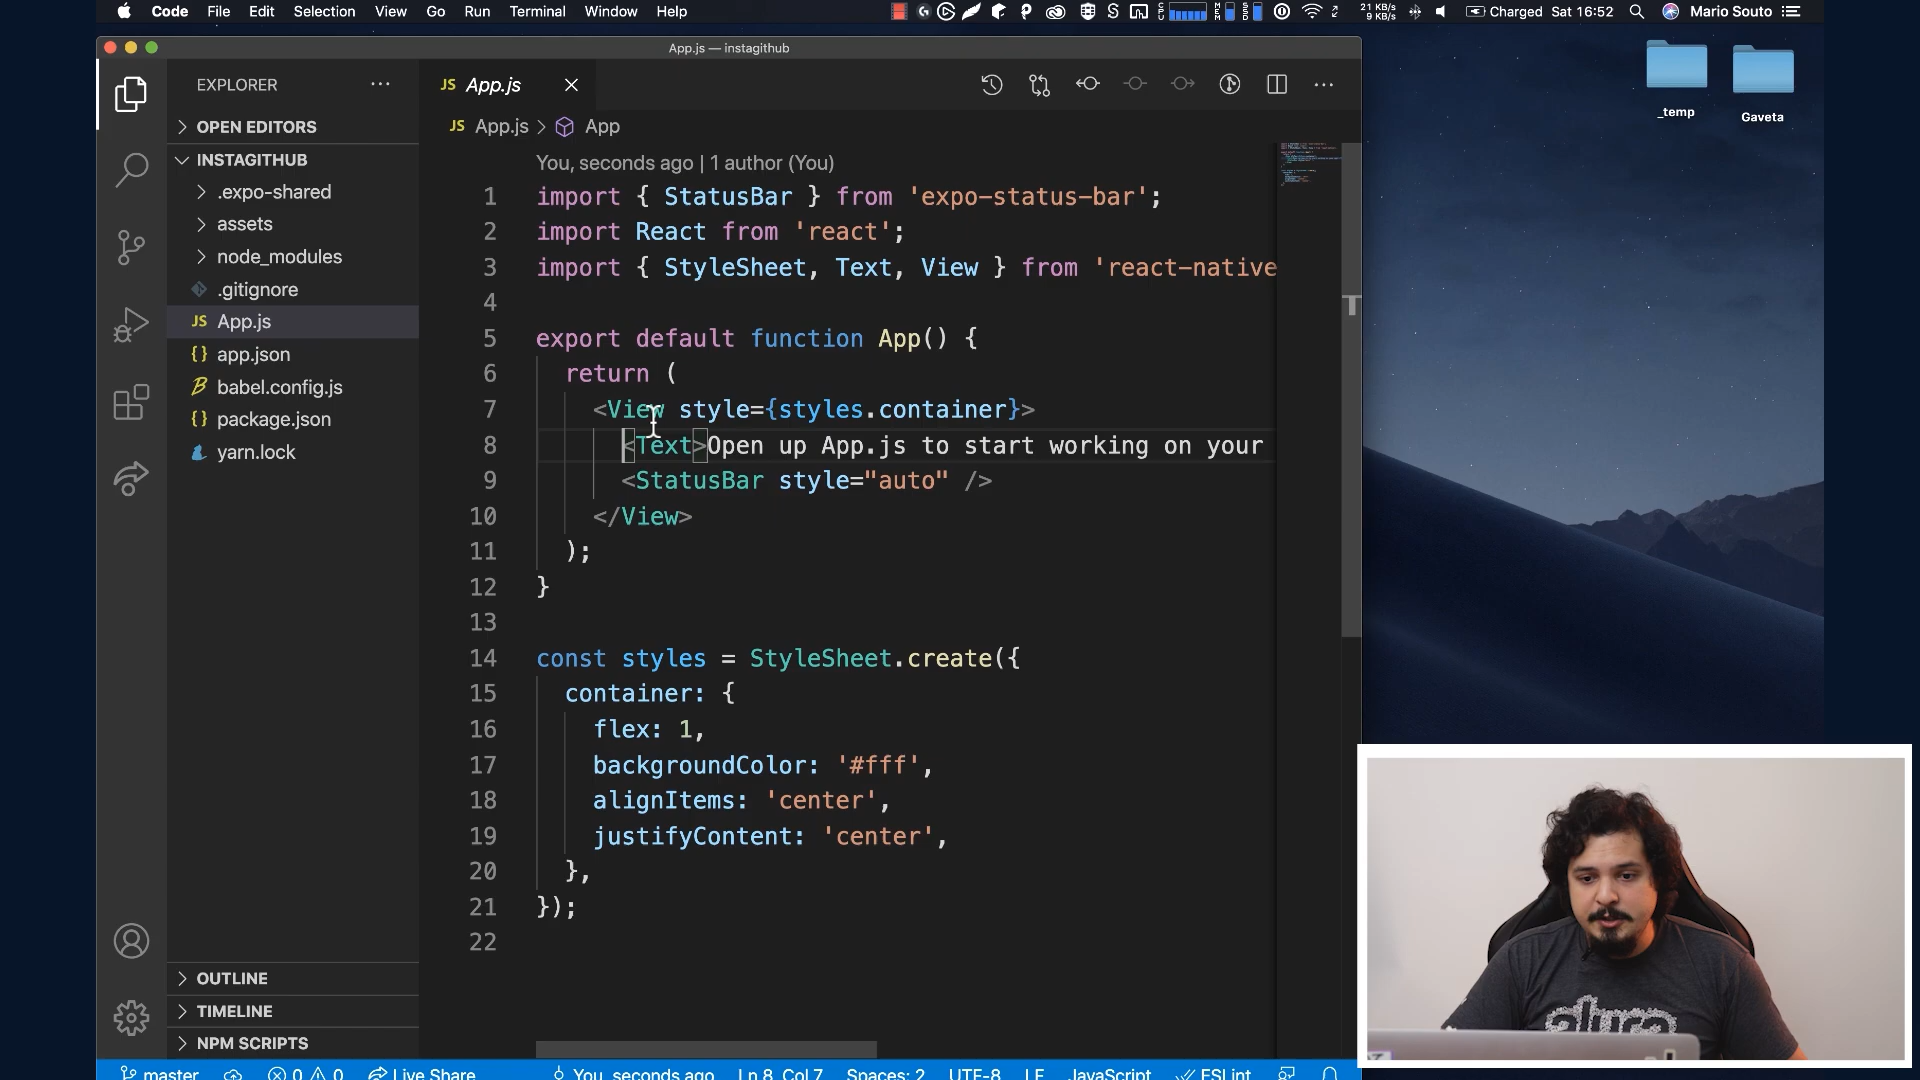 Code File Edit Selection View Go Run Terminal Window Help
21 KB/s
9 KB/s
Charged Sat 16:52 Mario Souto
App.js — instagithub
_temp
Gaveta
EXPLORER
OPEN EDITORS
INSTAGITHUB
.expo-shared
assets
node_modules
.gitignore
JS App.js
{} app.json
babel.config.js
{} package.json
yarn.lock
OUTLINE
TIMELINE
NPM SCRIPTS
JS App.js
JS App.js > App
You, seconds ago | 1 author (You)
1 import { StatusBar } from 'expo-status-bar';
2 import React from 'react';
3 import { StyleSheet, Text, View } from 'react-native
4
5 export default function App() {
6 return (
7 <View style={styles.container}>
8 <Text>Open up App.js to start working on your
9 <StatusBar style="auto" />
10 </View>
11 );
12 }
13
14 const styles = StyleSheet.create({
15 container: {
16 flex: 1,
17 backgroundColor: '#fff',
18 alignItems: 'center',
19 justifyContent: 'center',
20 },
21 });
22
alura
master 0 0 Live Share You, seconds ago Ln 8, Col 7 Spaces: 2 UTF-8 LF JavaScript ESLint